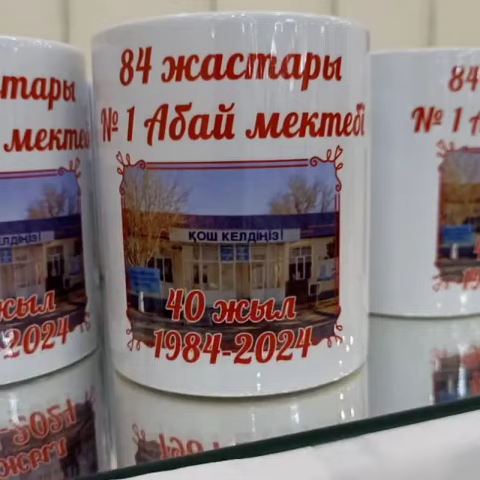 84 жастары
№ 1 Абай мектебі
ҚОШ КЕЛДІҢІЗ!
40 жыл
1984-2024